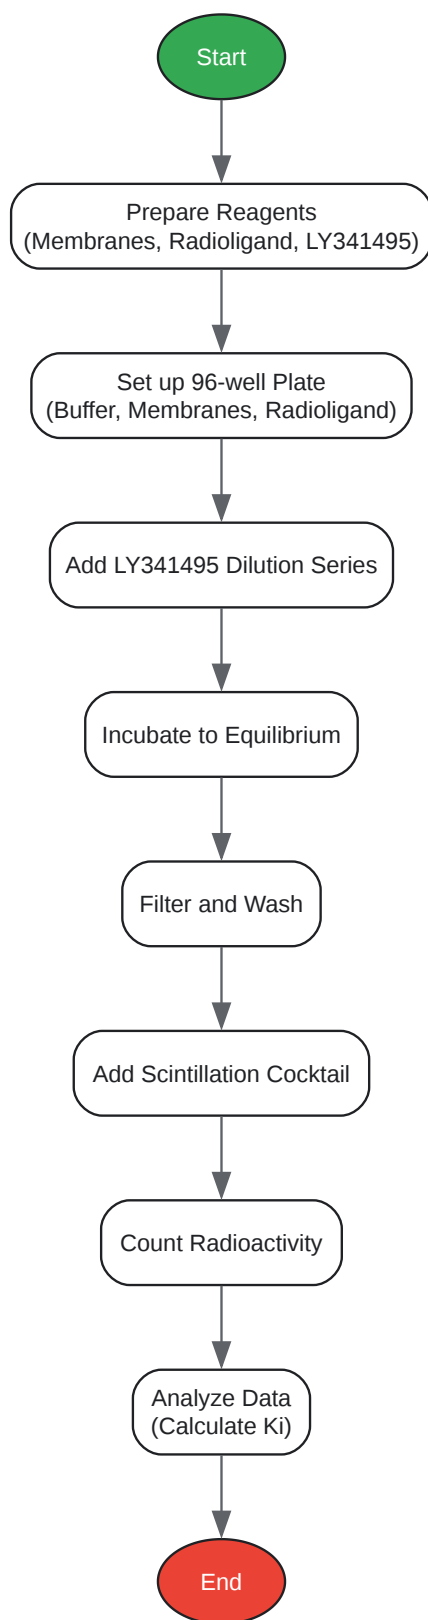 Start
Prepare Reagents
(Membranes, Radioligand, LY341495)
Set up 96-well Plate
(Buffer, Membranes, Radioligand)
Add LY341495 Dilution Series
Incubate to Equilibrium
Filter and Wash
Add Scintillation Cocktail
Count Radioactivity
Analyze Data
(Calculate Ki)
End